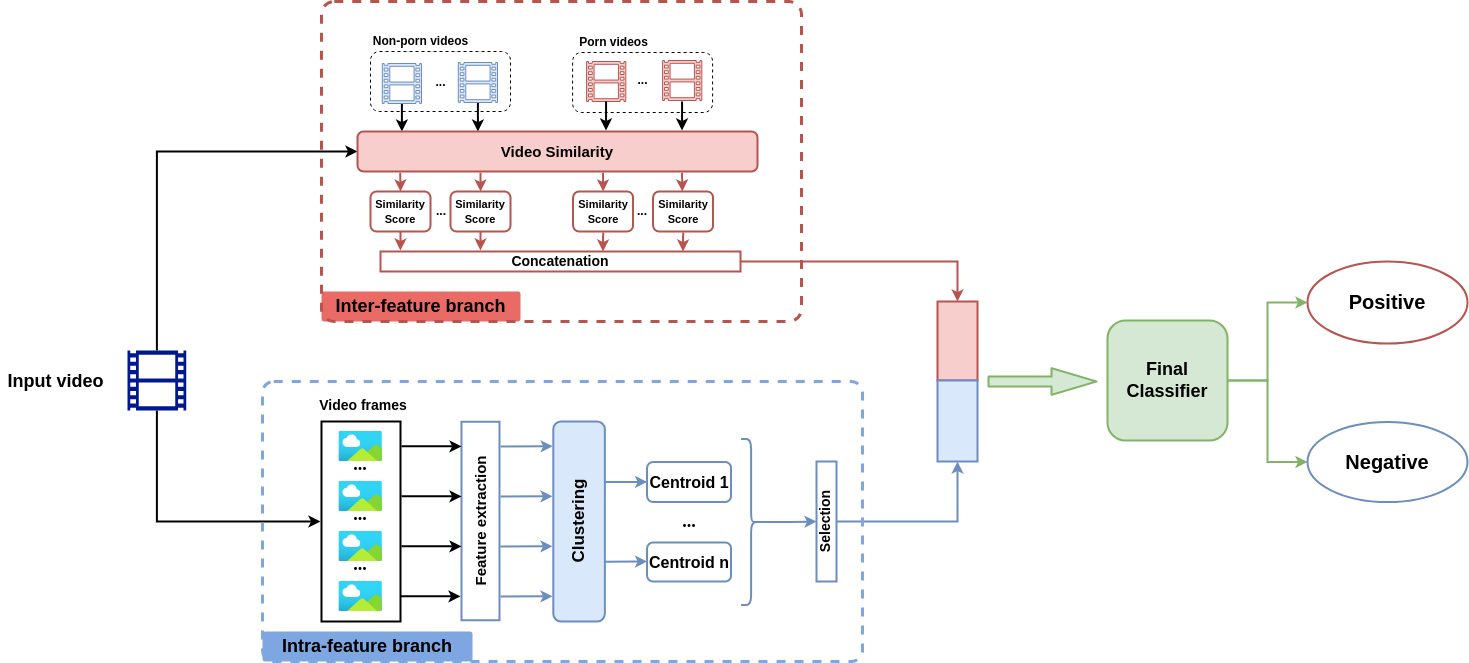 Non-porn videos
Porn videos
...
...
Video Similarity
Similarity
Score
...
Similarity
Score
Similarity
Score
...
Similarity
Score
Concatenation
Inter-feature branch
Input video
Video frames
...
...
...
Feature extraction
Clustering
Centroid 1
...
Centroid n
Selection
Intra-feature branch
Final
Classifier
Positive
Negative